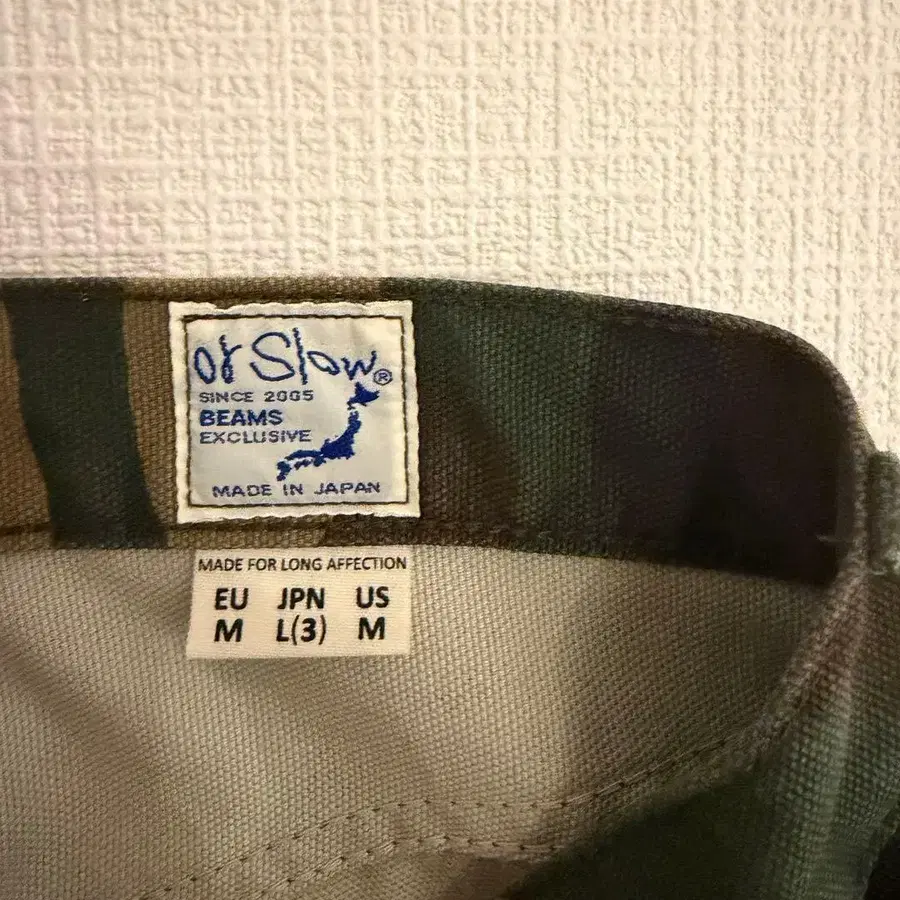 or Slow®
SINCE 2005
BEAMS
EXCLUSIVE
MADE IN JAPAN
MADE FOR LONG AFFECTION
EU JPN US
M L(3) M